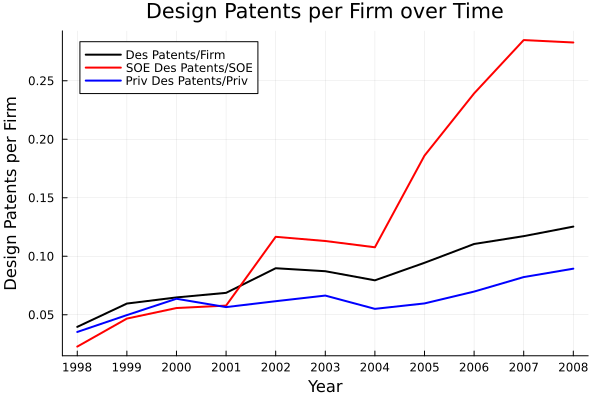 Design Patents per Firm over Time
Des Patents/Firm
SOE Des Patents/SOE
Priv Des Patents/Priv
Design Patents per Firm
0.25
0.20
0.15
0.10
0.05
1998 1999 2000 2001 2002 2003 2004 2005 2006 2007 2008
Year